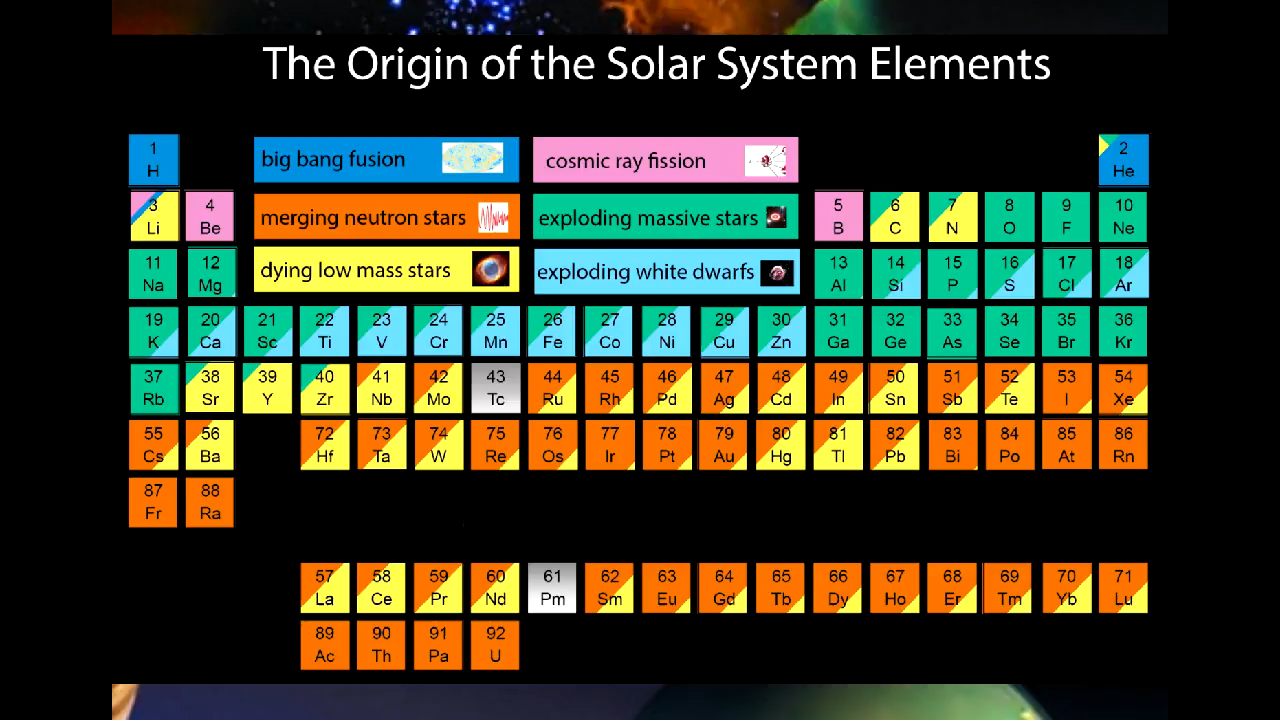 The Origin of the Solar System Elements
1 2
H big bang fusion cosmic ray fission He
3 4 merging neutron stars exploding massive stars 5 6 7 8 9 10
Li Be B C N O F Ne
11 12 dying low mass stars exploding white dwarfs 13 14 15 16 17 18
Na Mg Al Si P S Cl Ar
19 20 21 22 23 24 25 26 27 28 29 30 31 32 33 34 35 36
K Ca Sc Ti V Cr Mn Fe Co Ni Cu Zn Ga Ge As Se Br Kr
37 38 39 40 41 42 43 44 45 46 47 48 49 50 51 52 53 54
Rb Sr Y Zr Nb Mo Tc Ru Rh Pd Ag Cd In Sn Sb Te I Xe
55 56 72 73 74 75 76 77 78 79 80 81 82 83 84 85 86
Cs Ba Hf Ta W Re Os Ir Pt Au Hg Tl Pb Bi Po At Rn
87 88
Fr Ra
57 58 59 60 61 62 63 64 65 66 67 68 69 70 71
La Ce Pr Nd Pm Sm Eu Gd Tb Dy Ho Er Tm Yb Lu
89 90 91 92
Ac Th Pa U